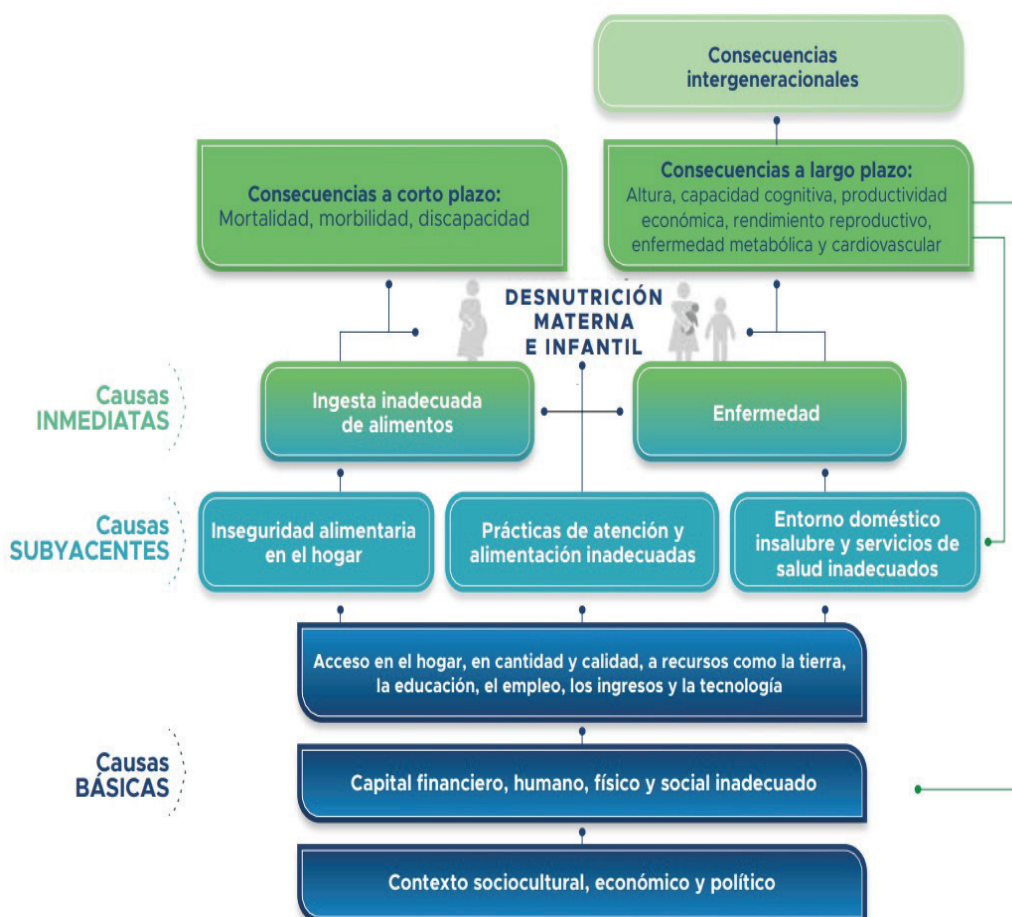 Consecuencias
intergeneracionales
Consecuencias a corto plazo:
Mortalidad, morbilidad, discapacidad
Consecuencias a largo plazo:
Altura, capacidad cognitiva, productividad
económica, rendimiento reproductivo,
enfermedad metabólica y cardiovascular
DESNUTRICIÓN
MATERNA
E INFANTIL
Causas
INMEDIATAS
Ingesta inadecuada
de alimentos
Enfermedad
Causas
SUBYACENTES
Inseguridad alimentaria
en el hogar
Prácticas de atención y
alimentación inadecuadas
Entorno doméstico
insalubre y servicios de
salud inadecuados
Acceso en el hogar, en cantidad y calidad, a recursos como la tierra,
la educación, el empleo, los ingresos y la tecnología
Causas
BÁSICAS
Capital financiero, humano, físico y social inadecuado
Contexto sociocultural, económico y político